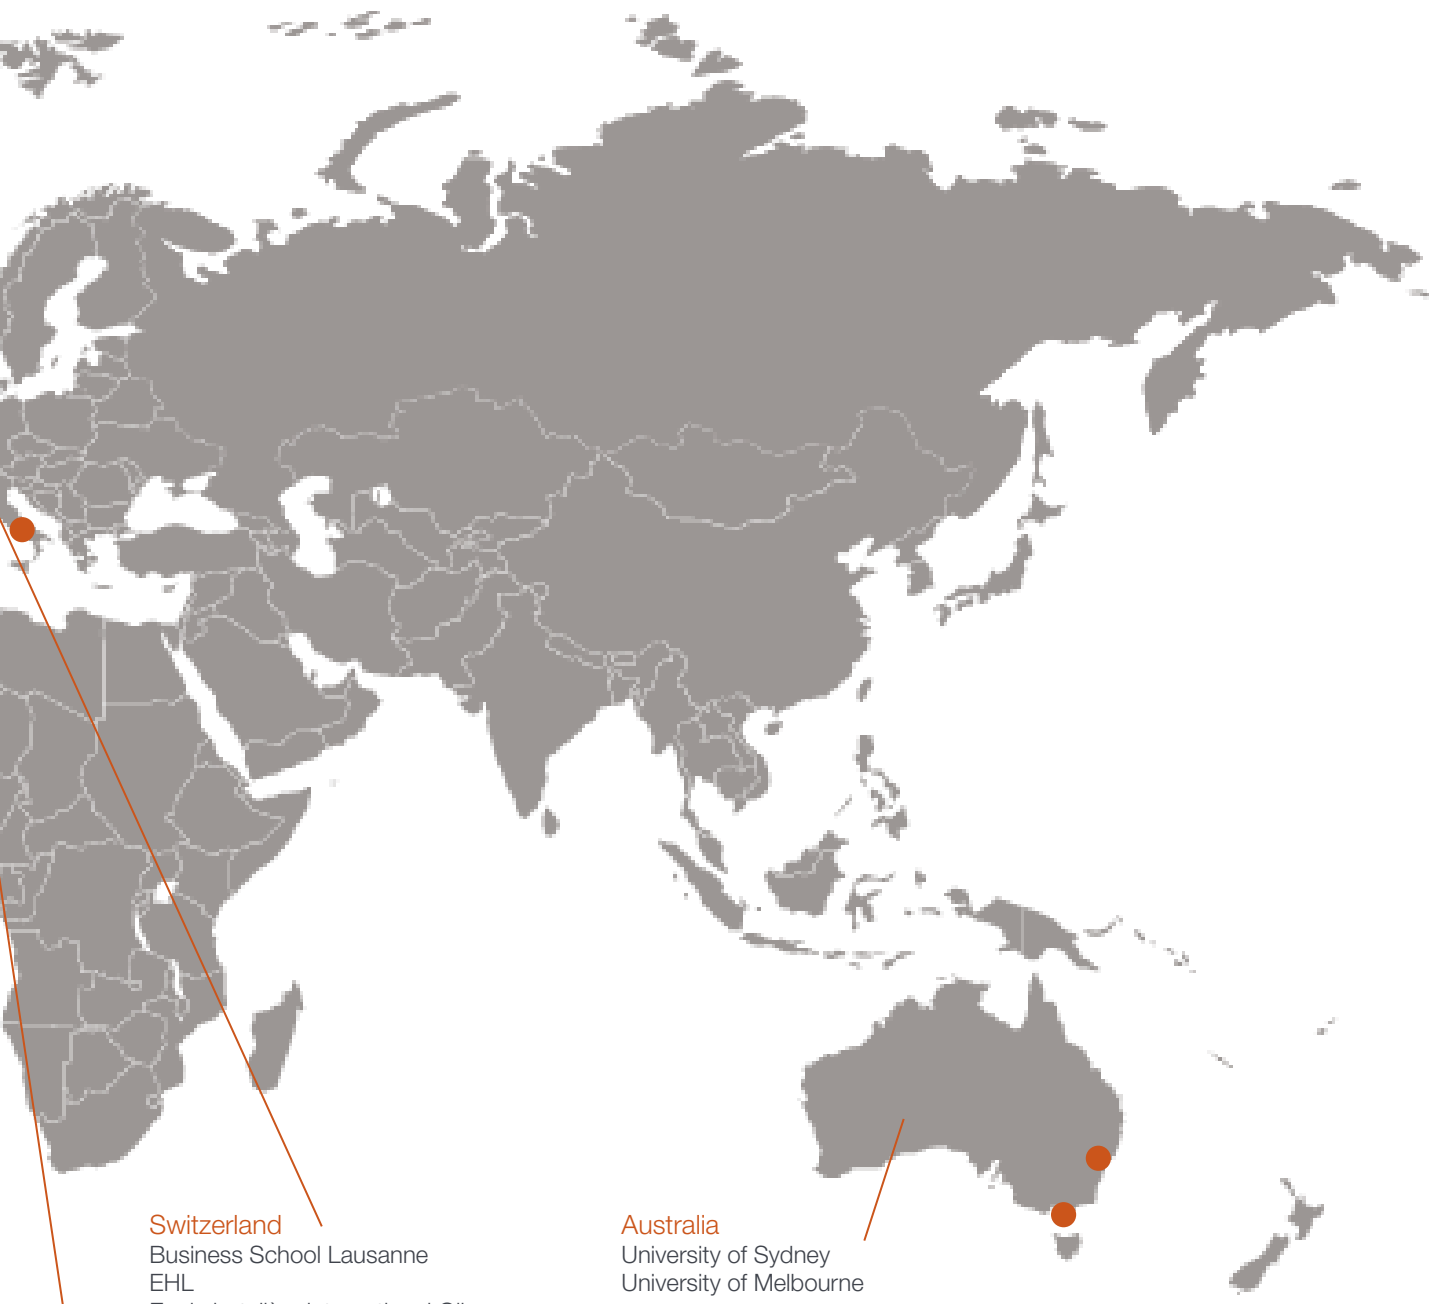 Switzerland
Business School Lausanne
EHL
Australia
University of Sydney
University of Melbourne